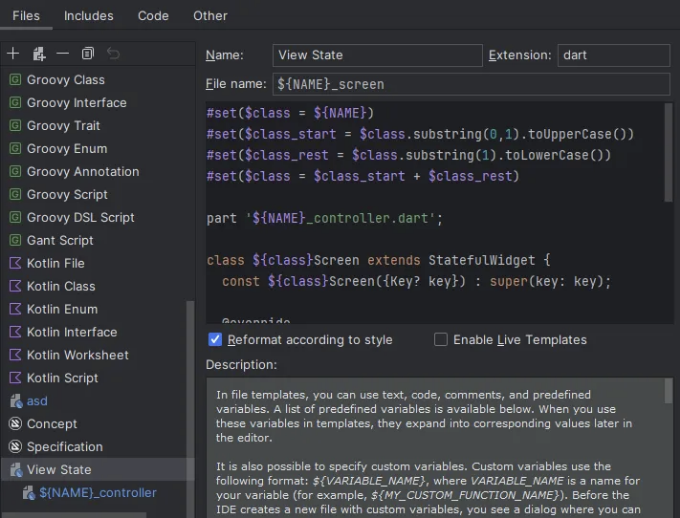 Files Includes Code Other
Name: View State Extension: dart
File name: ${NAME}_screen
Groovy Class
Groovy Interface
Groovy Trait
Groovy Enum
Groovy Annotation
Groovy Script
Groovy DSL Script
Gant Script
Kotlin File
Kotlin Class
Kotlin Enum
Kotlin Interface
Kotlin Worksheet
Kotlin Script
asd
Concept
Specification
View State
${NAME}_controller
#set($class = ${NAME})
#set($class_start = $class.substring(0,1).toUpperCase())
#set($class_rest = $class.substring(1).toLowerCase())
#set($class = $class_start + $class_rest)
part '${NAME}_controller.dart';
class ${class}Screen extends StatefulWidget {
const ${class}Screen({Key? key}) : super(key: key);
@override
Reformat according to style Enable Live Templates
Description:
In file templates, you can use text, code, comments, and predefined
variables. A list of predefined variables is available below. When you use
these variables in templates, they expand into corresponding values later in
the editor.
It is also possible to specify custom variables. Custom variables use the
following format: ${VARIABLE_NAME}, where VARIABLE_NAME is a name for
your variable (for example, ${MY_CUSTOM_FUNCTION_NAME}). Before the
IDE creates a new file with custom variables, you see a dialog where you can